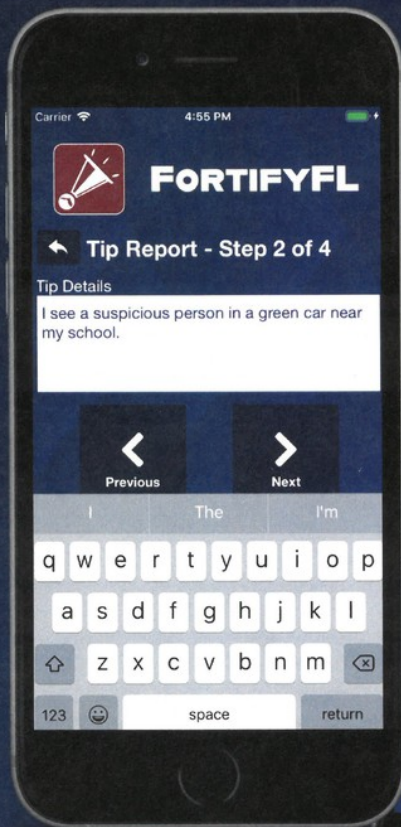 Carrier 4:55 PM
FORTIFYFL
Tip Report - Step 2 of 4
Tip Details
I see a suspicious person in a green car near
my school.
Previous Next
I The I'm
q w e r t y u i o p
a s d f g h j k l
z x c v b n m
123 space return